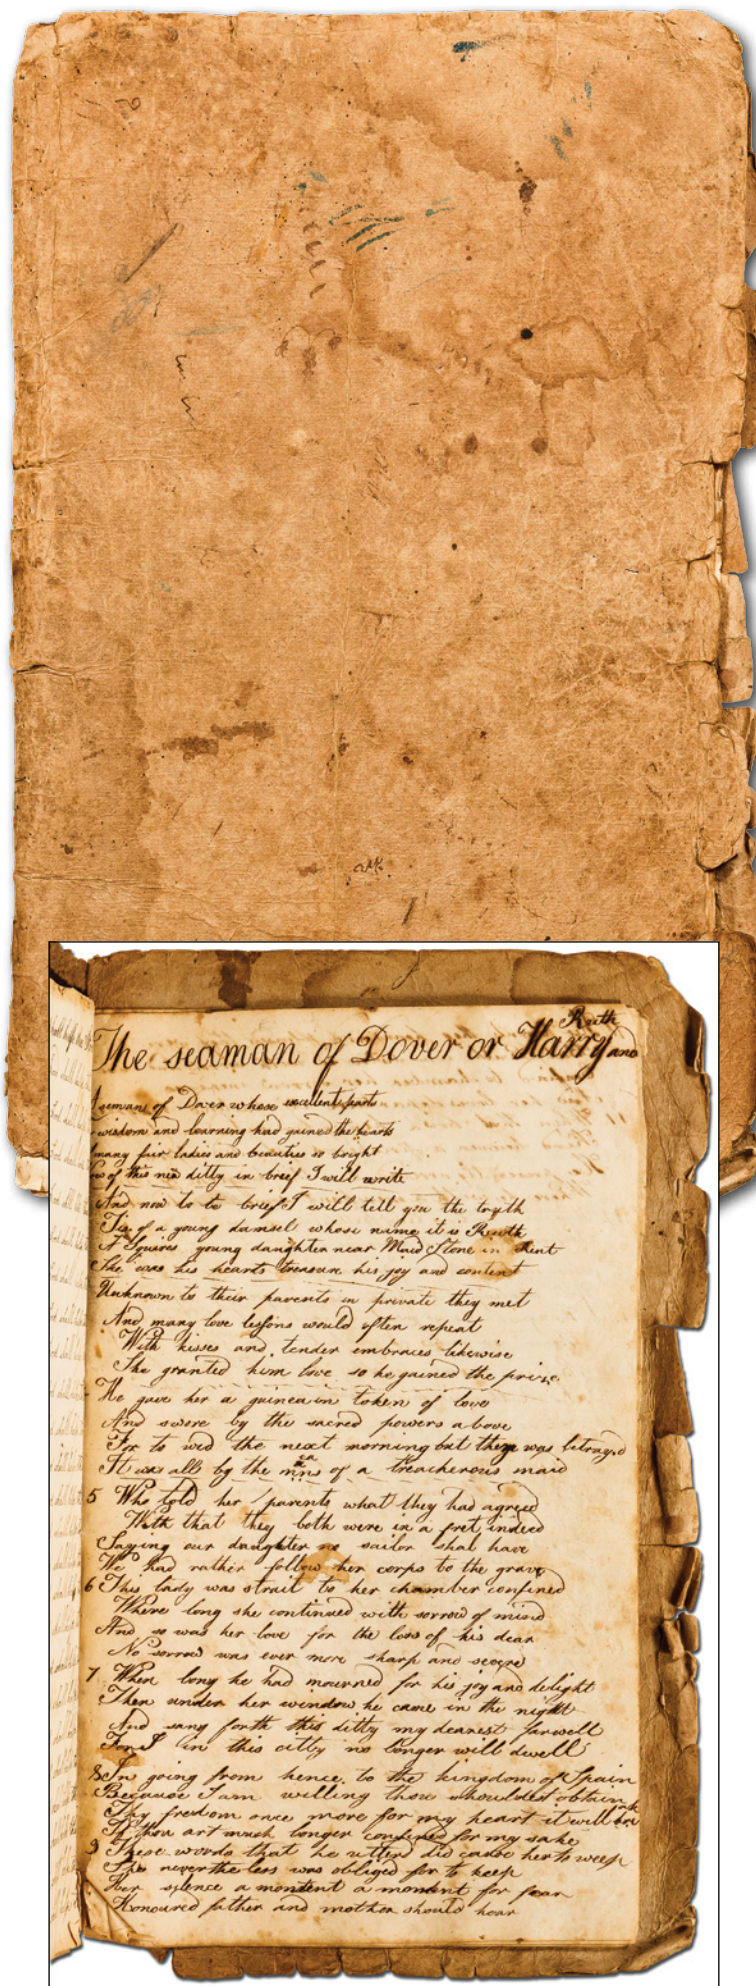 Ruth
The seaman of Dover or Harry and
seamans of Dover whose excellent parts
wisdom and learning had gained the hearts
many fair ladies and beauties so bright
of this new ditty in brief I will write
And now to be brief I will tell you the truth
Tis of a young damsel whose name it is Ruth
A Squires young daughter near Maid Stone in Kent
She was his hearts treasure his joy and content
Unknown to their parents in private they met
And many love lessons would often repeat
With kisses and tender embraces likewise
She granted him love so he gained the prize
He gave her a guinea in token of love
And swore by the sacred powers above
For to wed the next morning but they was betrayd
It was all by the means of a treacherous maid
5 Who told her parents what they had agreed
With that they both were in a fret indeed
Saying our daughter no sailor shal have
We had rather follow her corps to the grave
6 This lady was strait to her chamber confined
Where long she continued with sorrow of mind
And so was her love for the loss of his dear
No sorrow was ever more sharp and severe
7 When long he had mourned for his joy and delight
Then under her window he came in the night
And sang forth this ditty my dearest farwell
For I in this citty no longer will dwell
8 In going from hence to the kingdom of Spain
Because I am willing thou shouldest obtain
Thy fredom once more for my heart it will break
If thou art much longer confined for my sake
9 These words that he utterd did cause her to weep
She nevertheless was obliged for to keep
Her silence a moment a moment for fear
Honoured father and mother should hear